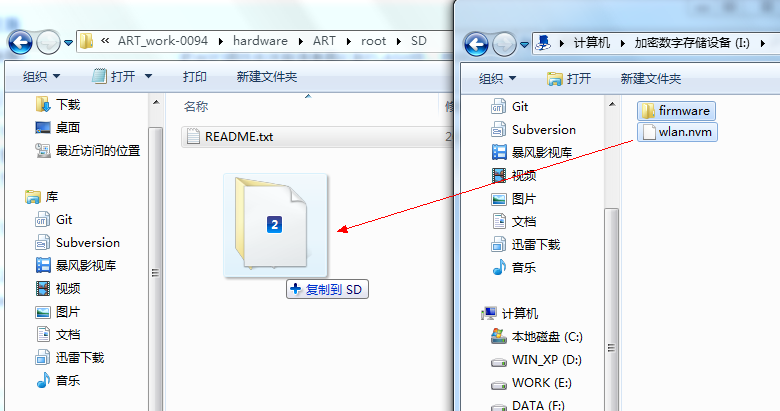 « ART_work-0094 ▸ hardware ▸ ART ▸ root ▸ SD
组织 打开 打印 新建文件夹
名称
下载
桌面
最近访问的位置
库
Git
Subversion
暴风影视库
视频
图片
文档
迅雷下载
音乐
README.txt
2
2
复制到 SD
计算机 ▸ 加密数字存储设备 (I:) ▸
组织 打开 新建文件夹
Git
Subversion
暴风影视库
视频
图片
文档
迅雷下载
音乐
计算机
本地磁盘 (C:)
WIN_XP (D:)
WORK (E:)
DATA (F:)
firmware
wlan.nvm